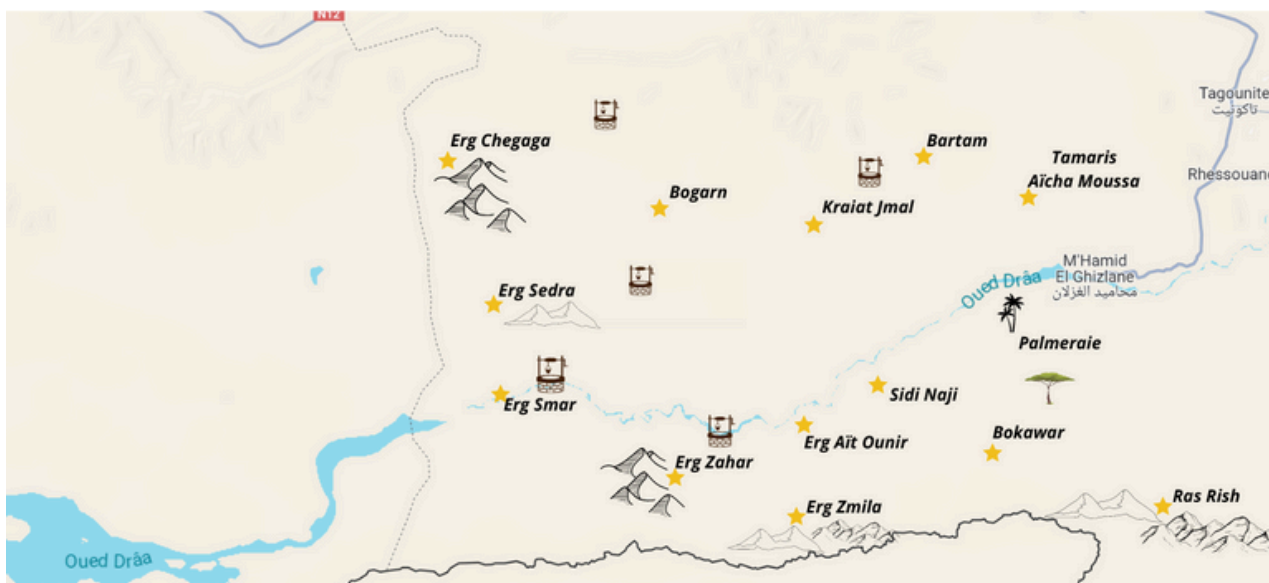 N12
Tagounite
تاكونيت
Erg Chegaga
Bartam
Tamaris
Aïcha Moussa
Rhessouane
Bogarn
Kraiat Jmal
M'Hamid
El Ghizlane
محاميد الغزلان
Oued Drâa
Erg Sedra
Palmeraie
Erg Smar
Sidi Naji
Erg Aït Ounir
Bokawar
Erg Zahar
Erg Zmila
Ras Rish
Oued Drâa